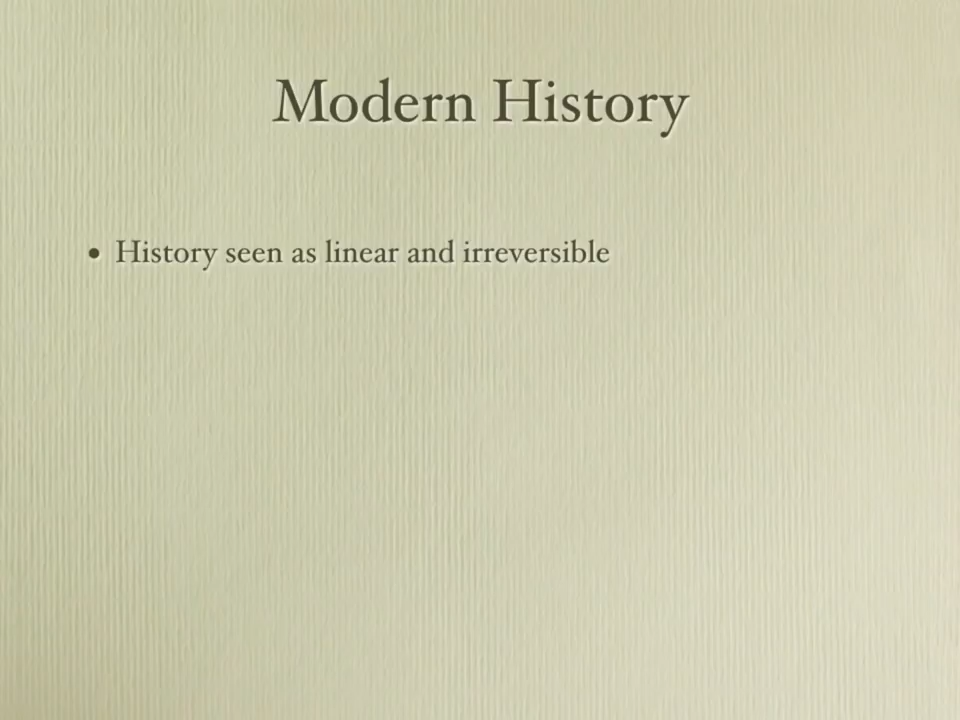 Modern History
• History seen as linear and irreversible